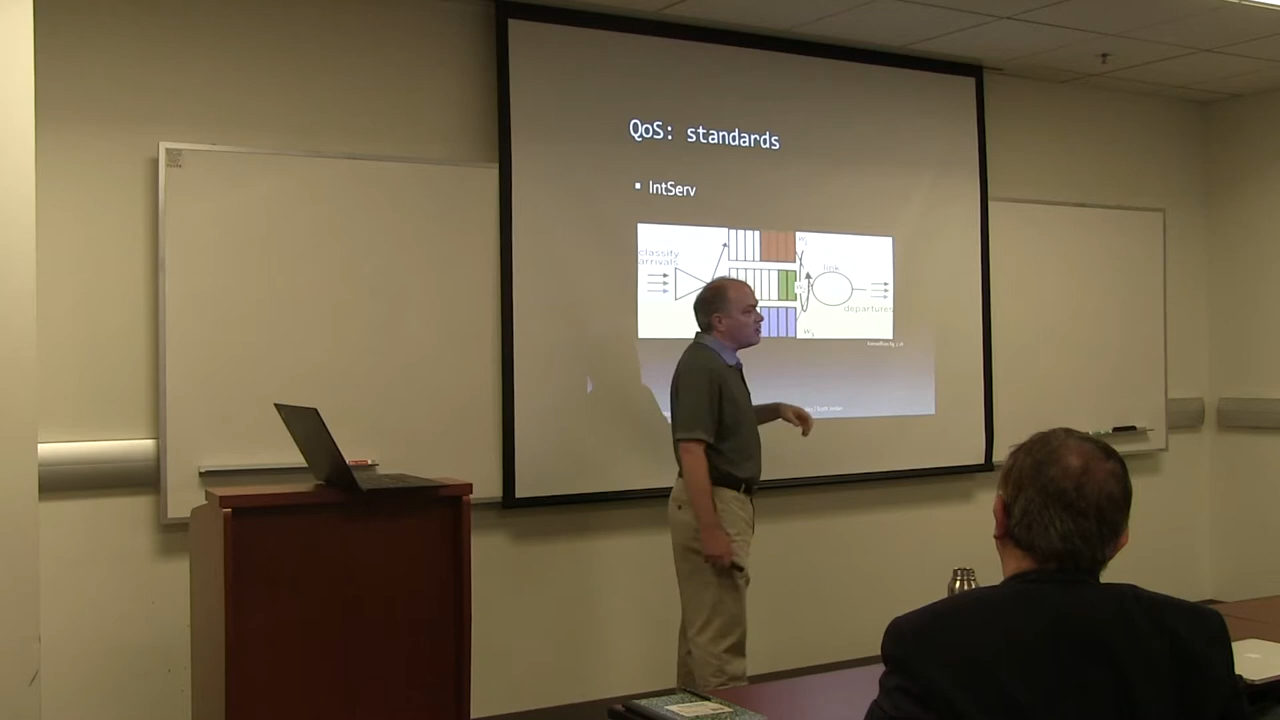 QoS: standards
▪ IntServ
classify
arrivals
link
departures